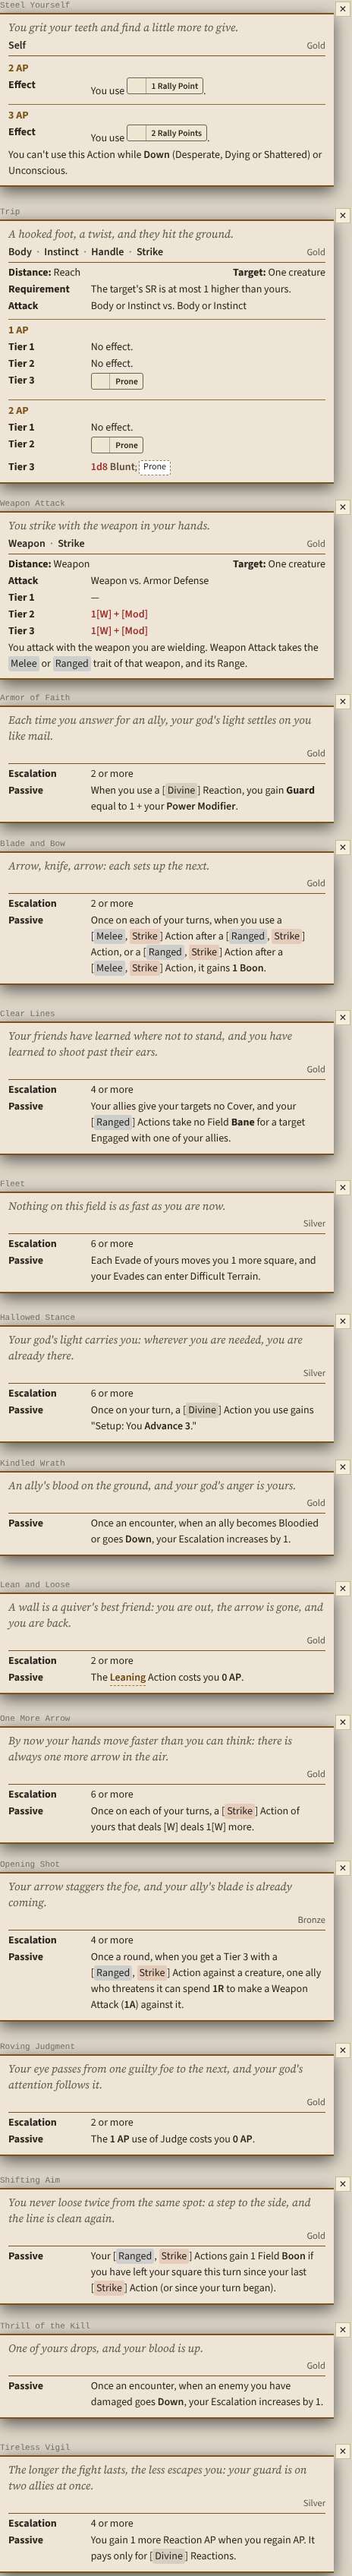 Steel Yourself
×
You grit your teeth and find a little more to give.
Self Gold
2 AP
Effect You use 1 Rally Point.
3 AP
Effect You use 2 Rally Points.
You can't use this Action while Down (Desperate, Dying or Shattered) or
Unconscious.
Trip
×
A hooked foot, a twist, and they hit the ground.
Body · Instinct · Handle · Strike Gold
Distance: Reach Target: One creature
Requirement The target's SR is at most 1 higher than yours.
Attack Body or Instinct vs. Body or Instinct
1 AP
Tier 1 No effect.
Tier 2 No effect.
Tier 3 Prone
2 AP
Tier 1 No effect.
Tier 2 Prone
Tier 3 1d8 Blunt; Prone
Weapon Attack
×
You strike with the weapon in your hands.
Weapon · Strike Gold
Distance: Weapon Target: One creature
Attack Weapon vs. Armor Defense
Tier 1 —
Tier 2 1[W] + [Mod]
Tier 3 1[W] + [Mod]
You attack with the weapon you are wielding. Weapon Attack takes the
Melee or Ranged trait of that weapon, and its Range.
Armor of Faith
×
Each time you answer for an ally, your god's light settles on you
like mail.
Gold
Escalation 2 or more
Passive When you use a [Divine] Reaction, you gain Guard
equal to 1 + your Power Modifier.
Blade and Bow
×
Arrow, knife, arrow: each sets up the next.
Gold
Escalation 2 or more
Passive Once on each of your turns, when you use a
[Melee, Strike] Action after a [Ranged, Strike]
Action, or a [Ranged, Strike] Action after a
[Melee, Strike] Action, it gains 1 Boon.
Clear Lines
×
Your friends have learned where not to stand, and you have
learned to shoot past their ears.
Gold
Escalation 4 or more
Passive Your allies give your targets no Cover, and your
[Ranged] Actions take no Field Bane for a target
Engaged with one of your allies.
Fleet
×
Nothing on this field is as fast as you are now.
Silver
Escalation 6 or more
Passive Each Evade of yours moves you 1 more square, and
your Evades can enter Difficult Terrain.
Hallowed Stance
×
Your god's light carries you: wherever you are needed, you are
already there.
Silver
Escalation 6 or more
Passive Once on your turn, a [Divine] Action you use gains
"Setup: You Advance 3."
Kindled Wrath
×
An ally's blood on the ground, and your god's anger is yours.
Gold
Passive Once an encounter, when an ally becomes Bloodied
or goes Down, your Escalation increases by 1.
Lean and Loose
×
A wall is a quiver's best friend: you are out, the arrow is gone, and
you are back.
Gold
Escalation 2 or more
Passive The Leaning Action costs you 0 AP.
One More Arrow
×
By now your hands move faster than you can think: there is
always one more arrow in the air.
Gold
Escalation 6 or more
Passive Once on each of your turns, a [Strike] Action of
yours that deals [W] deals 1[W] more.
Opening Shot
×
Your arrow staggers the foe, and your ally's blade is already
coming.
Bronze
Escalation 4 or more
Passive Once a round, when you get a Tier 3 with a
[Ranged, Strike] Action against a creature, one ally
who threatens it can spend 1R to make a Weapon
Attack (1A) against it.
Roving Judgment
×
Your eye passes from one guilty foe to the next, and your god's
attention follows it.
Gold
Escalation 2 or more
Passive The 1 AP use of Judge costs you 0 AP.
Shifting Aim
×
You never loose twice from the same spot: a step to the side, and
the line is clean again.
Gold
Passive Your [Ranged, Strike] Actions gain 1 Field Boon if
you have left your square this turn since your last
[Strike] Action (or since your turn began).
Thrill of the Kill
×
One of yours drops, and your blood is up.
Gold
Passive Once an encounter, when an enemy you have
damaged goes Down, your Escalation increases by 1.
Tireless Vigil
×
The longer the fight lasts, the less escapes you: your guard is on
two allies at once.
Silver
Escalation 4 or more
Passive You gain 1 more Reaction AP when you regain AP. It
pays only for [Divine] Reactions.